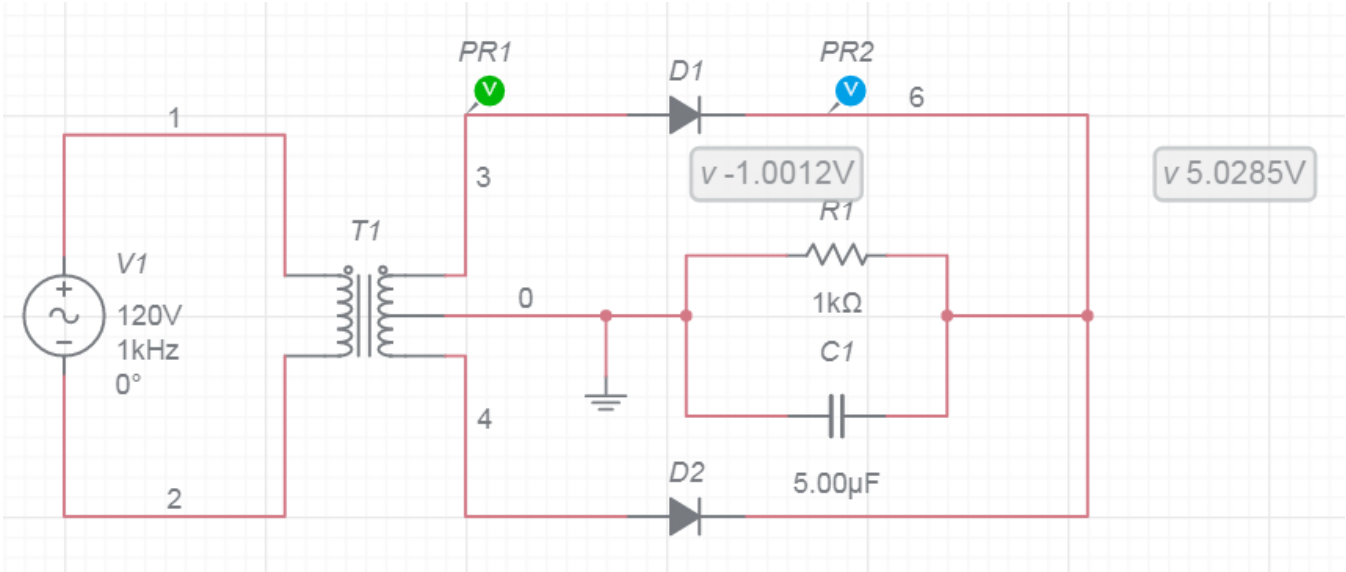 PR1
V
D1
PR2
V
6
1
3
v -1.0012V
v 5.0285V
R1
T1
V1
+
120V
1kHz
0°
0
1kΩ
C1
4
D2
5.00µF
2